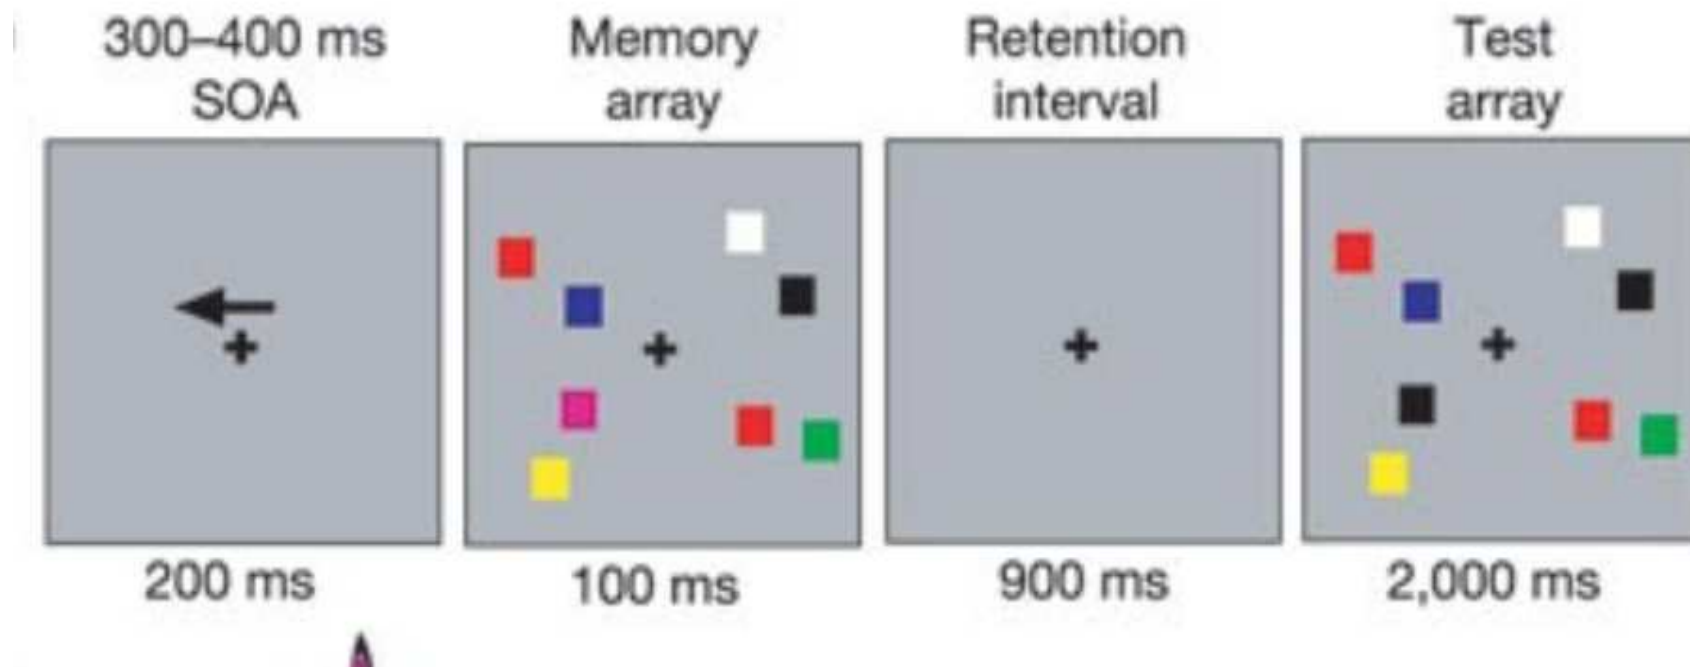 300–400 ms
SOA
Memory
array
Retention
interval
Test
array
200 ms
100 ms
900 ms
2,000 ms